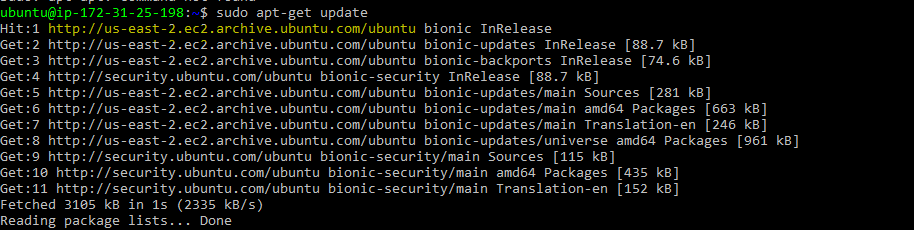 ubuntu@ip-172-31-25-198:~$ sudo apt-get update
Hit:1 http://us-east-2.ec2.archive.ubuntu.com/ubuntu bionic InRelease
Get:2 http://us-east-2.ec2.archive.ubuntu.com/ubuntu bionic-updates InRelease [88.7 kB]
Get:3 http://us-east-2.ec2.archive.ubuntu.com/ubuntu bionic-backports InRelease [74.6 kB]
Get:4 http://security.ubuntu.com/ubuntu bionic-security InRelease [88.7 kB]
Get:5 http://us-east-2.ec2.archive.ubuntu.com/ubuntu bionic-updates/main Sources [281 kB]
Get:6 http://us-east-2.ec2.archive.ubuntu.com/ubuntu bionic-updates/main amd64 Packages [663 kB]
Get:7 http://us-east-2.ec2.archive.ubuntu.com/ubuntu bionic-updates/main Translation-en [246 kB]
Get:8 http://us-east-2.ec2.archive.ubuntu.com/ubuntu bionic-updates/universe amd64 Packages [961 kB]
Get:9 http://security.ubuntu.com/ubuntu bionic-security/main Sources [115 kB]
Get:10 http://security.ubuntu.com/ubuntu bionic-security/main amd64 Packages [435 kB]
Get:11 http://security.ubuntu.com/ubuntu bionic-security/main Translation-en [152 kB]
Fetched 3105 kB in 1s (2335 kB/s)
Reading package lists... Done